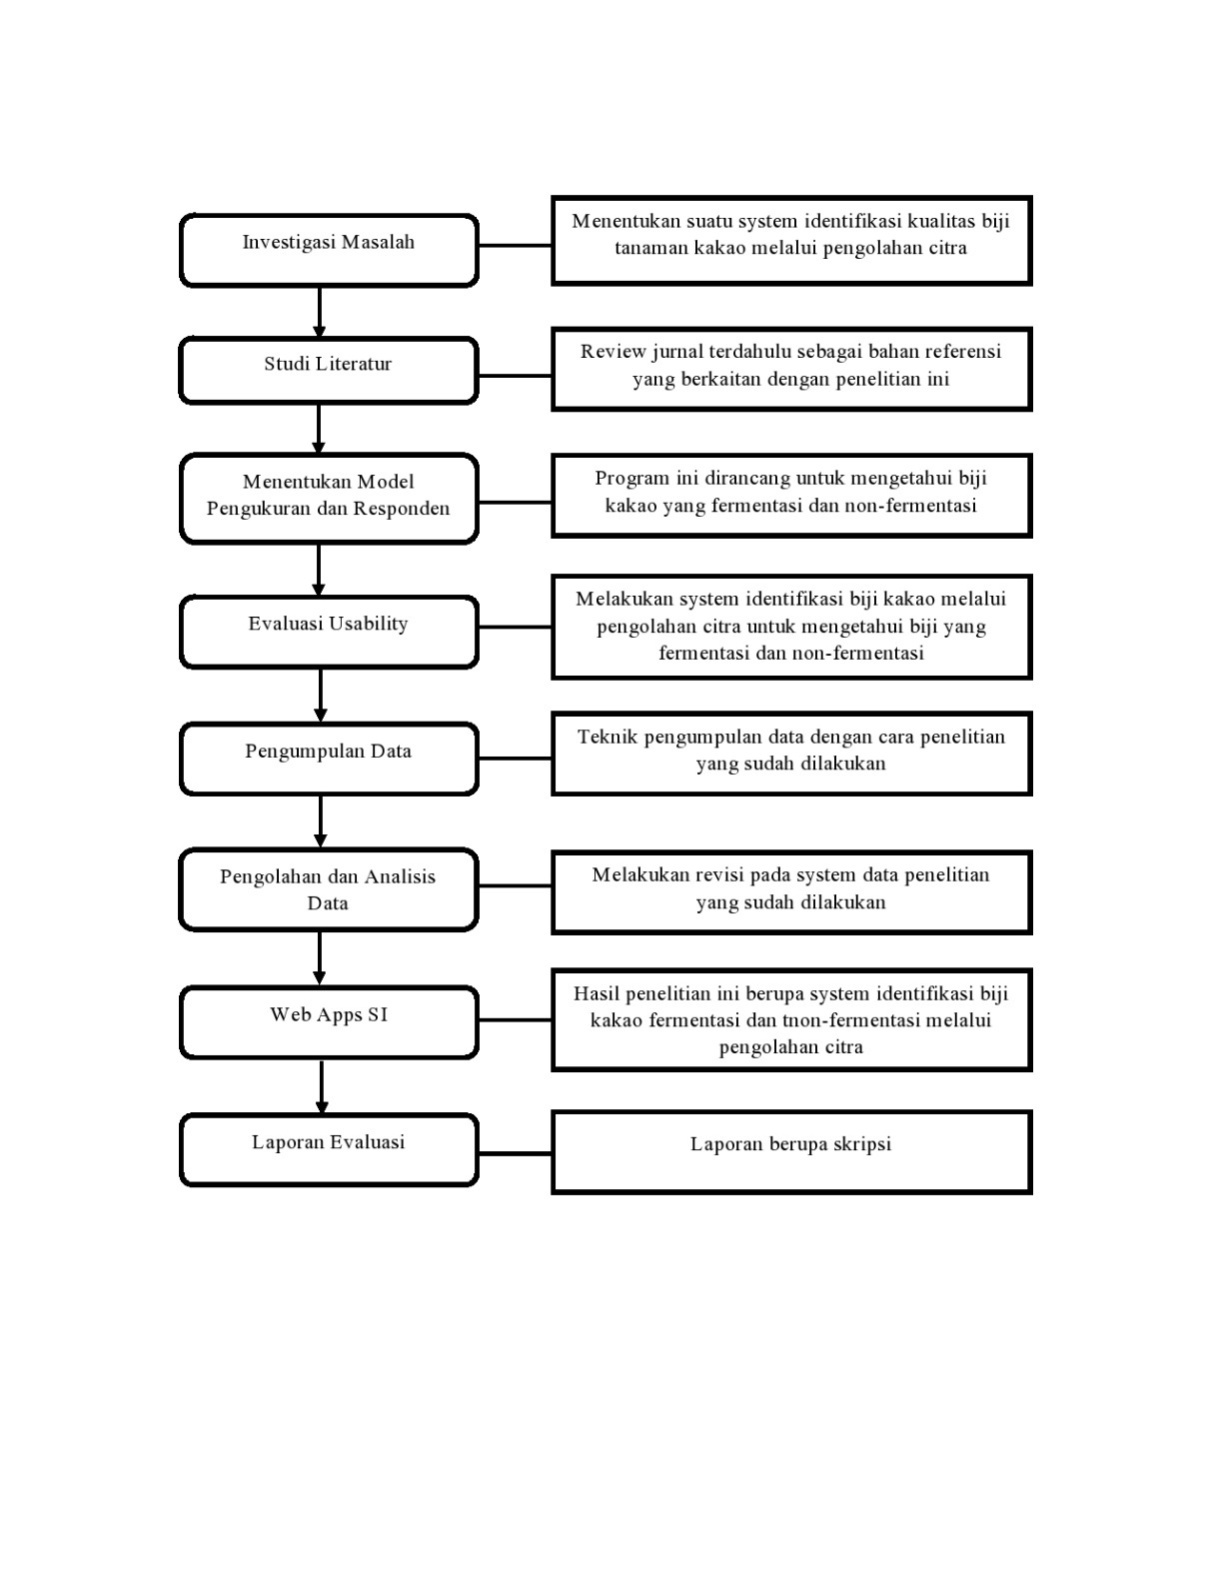 Investigasi Masalah
Menentukan suatu system identifikasi kualitas biji
tanaman kakao melalui pengolahan citra
Studi Literatur
Review jurnal terdahulu sebagai bahan referensi
yang berkaitan dengan penelitian ini
Menentukan Model
Pengukuran dan Responden
Program ini dirancang untuk mengetahui biji
kakao yang fermentasi dan non-fermentasi
Evaluasi Usability
Melakukan system identifikasi biji kakao melalui
pengolahan citra untuk mengetahui biji yang
fermentasi dan non-fermentasi
Pengumpulan Data
Teknik pengumpulan data dengan cara penelitian
yang sudah dilakukan
Pengolahan dan Analisis
Data
Melakukan revisi pada system data penelitian
yang sudah dilakukan
Web Apps SI
Hasil penelitian ini berupa system identifikasi biji
kakao fermentasi dan tnon-fermentasi melalui
pengolahan citra
Laporan Evaluasi
Laporan berupa skripsi